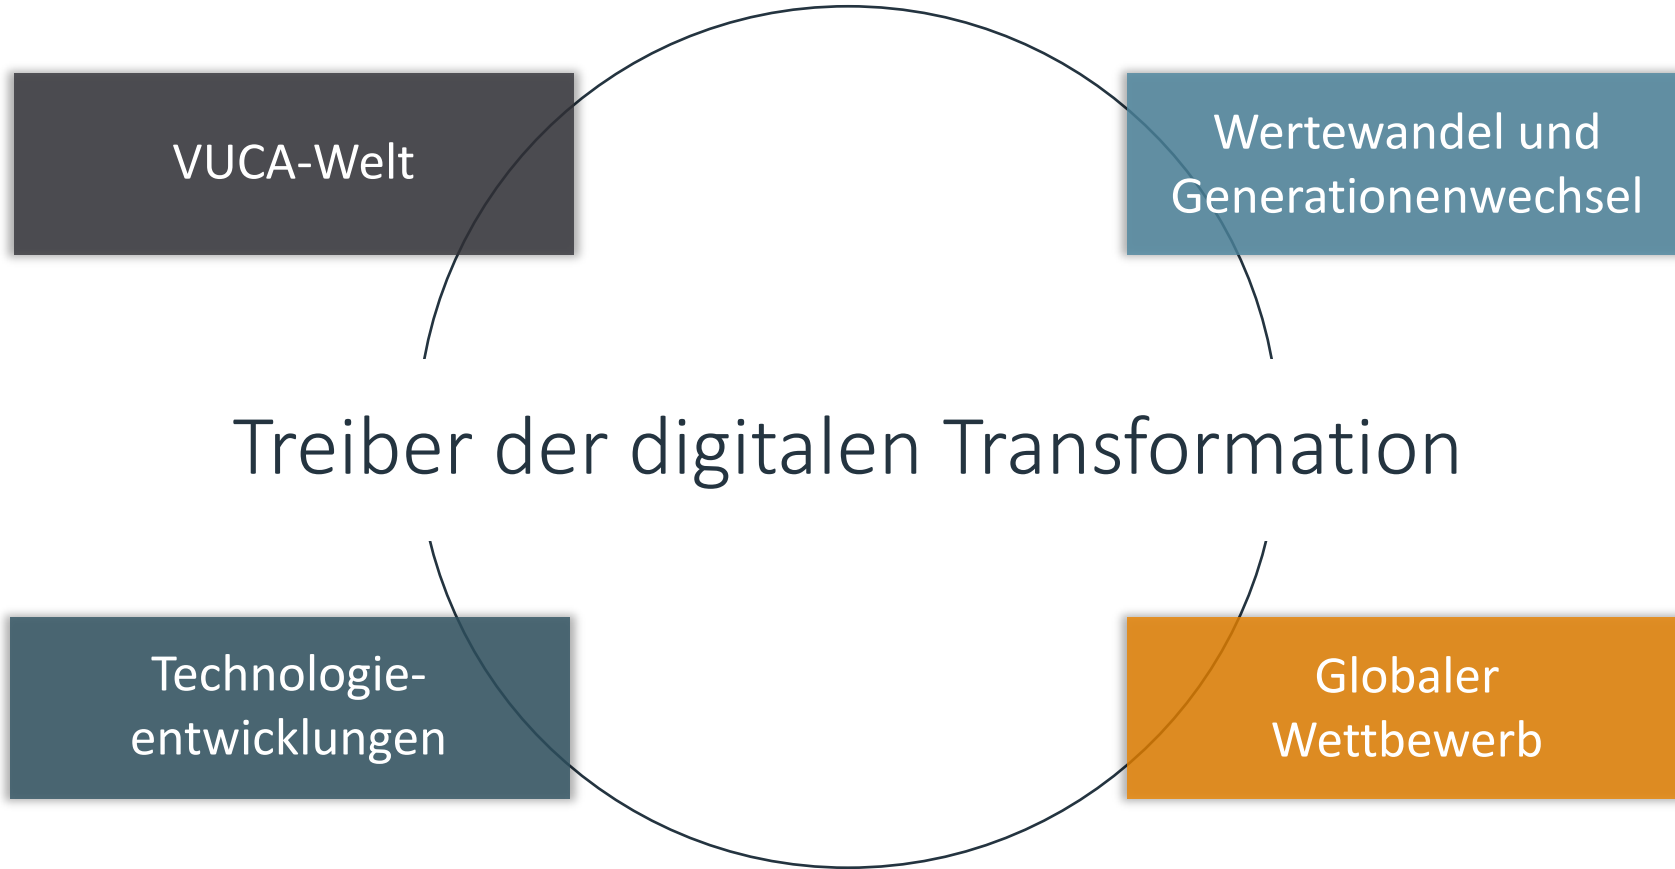 VUCA-Welt
Wertewandel und
Generationenwechsel
Treiber der digitalen Transformation
Technologie-
entwicklungen
Globaler
Wettbewerb